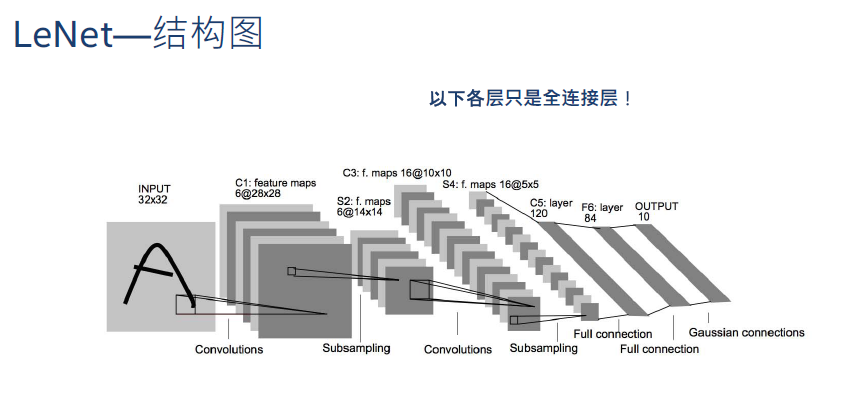 LeNet—结构图
以下各层只是全连接层！
INPUT
32x32
C1: feature maps
6@28x28
S2: f. maps
6@14x14
C3: f. maps 16@10x10
S4: f. maps 16@5x5
C5: layer
120
F6: layer
84
OUTPUT
10
Convolutions
Subsampling
Convolutions
Subsampling
Full connection
Full connection
Gaussian connections